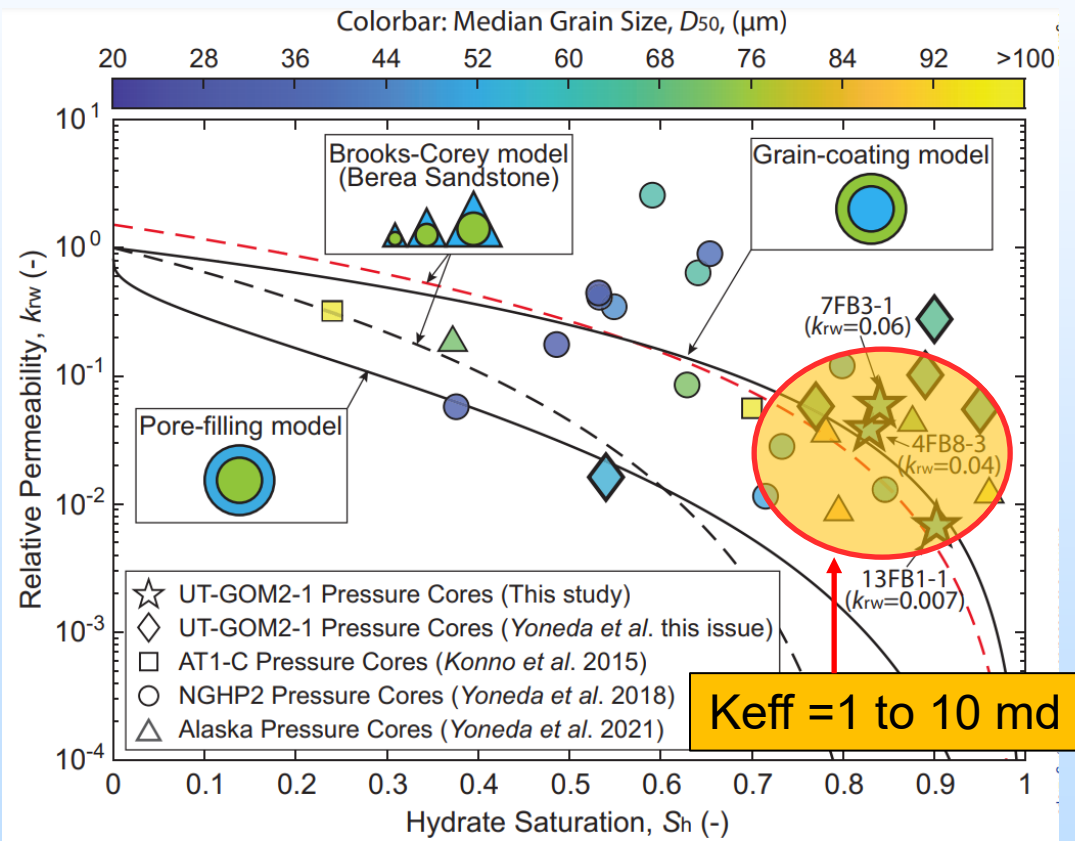 Colorbar: Median Grain Size, D50, (μm)
20 28 36 44 52 60 68 76 84 92 >100
Relative Permeability, krw (-)
10^1
10^0
10^-1
10^-2
10^-3
10^-4
Brooks-Corey model
(Berea Sandstone)
Grain-coating model
Pore-filling model
7FB3-1
(krw=0.06)
4FB8-3
(krw=0.04)
13FB1-1
(krw=0.007)
UT-GOM2-1 Pressure Cores (This study)
UT-GOM2-1 Pressure Cores (Yoneda et al. this issue)
AT1-C Pressure Cores (Konno et al. 2015)
NGHP2 Pressure Cores (Yoneda et al. 2018)
Alaska Pressure Cores (Yoneda et al. 2021)
Keff =1 to 10 md
0 0.1 0.2 0.3 0.4 0.5 0.6 0.7 0.8 0.9 1
Hydrate Saturation, Sh (-)